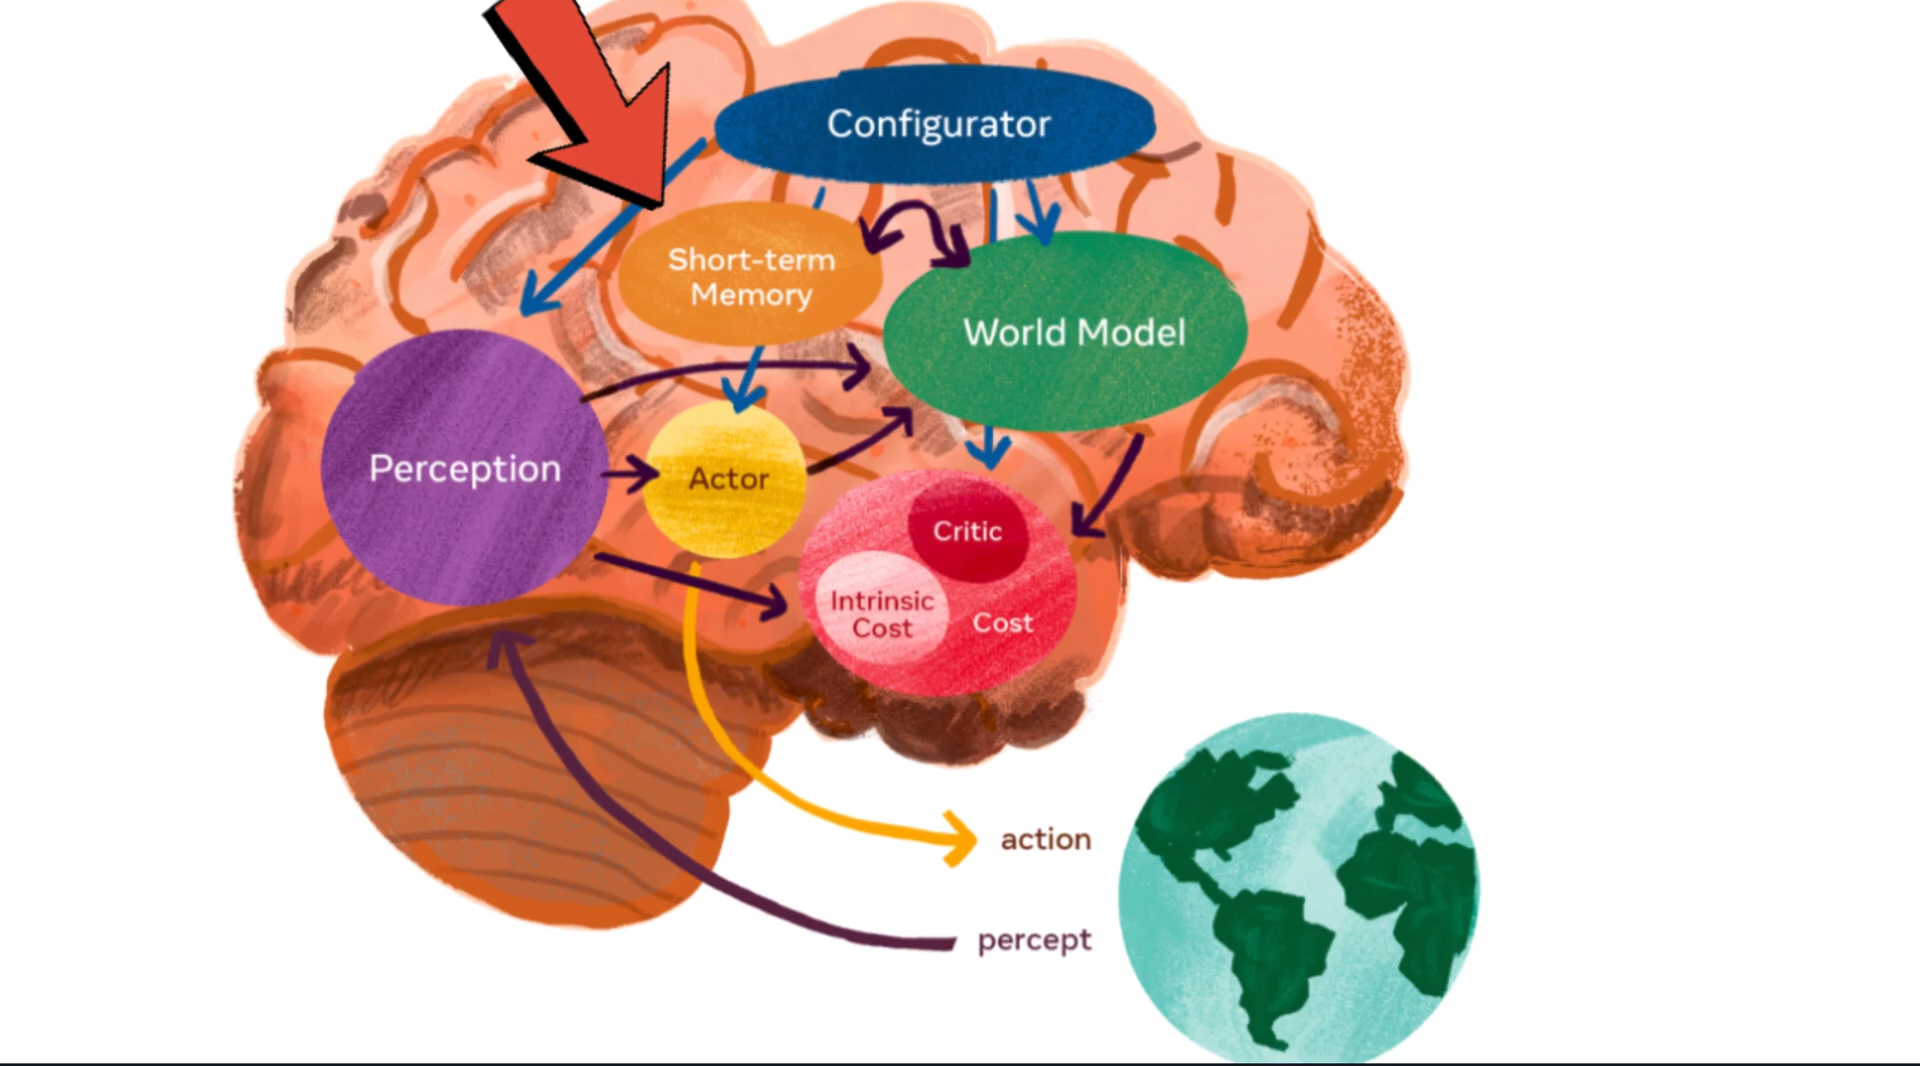 Configurator
Short-term
Memory
World Model
Perception
Actor
Critic
Intrinsic
Cost
Cost
action
percept